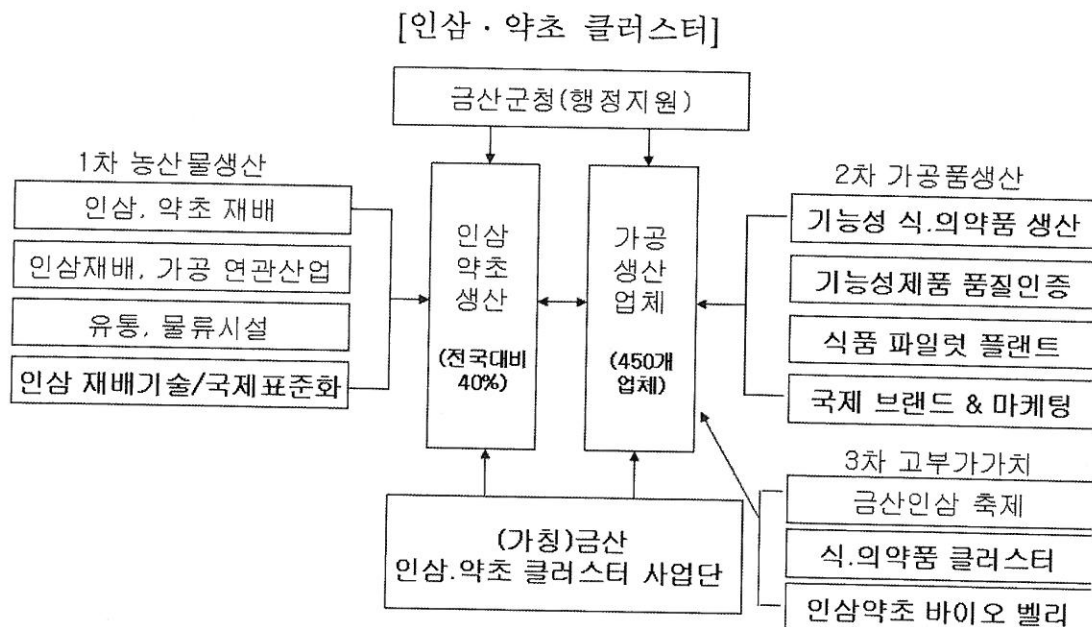 [인삼 · 약초 클러스터]
금산군청(행정지원)
1차 농산물생산
인삼, 약초 재배
인삼재배, 가공 연관산업
유통, 물류시설
인삼 재배기술/국제표준화
인삼
약초
생산
(전국대비
40%)
가공
생산
업체
(450개
업체)
2차 가공품생산
기능성 식.의약품 생산
기능성제품 품질인증
식품 파일럿 플랜트
국제 브랜드 & 마케팅
3차 고부가가치
금산인삼 축제
식.의약품 클러스터
인삼약초 바이오 벨리
(가칭)금산
인삼.약초 클러스터 사업단